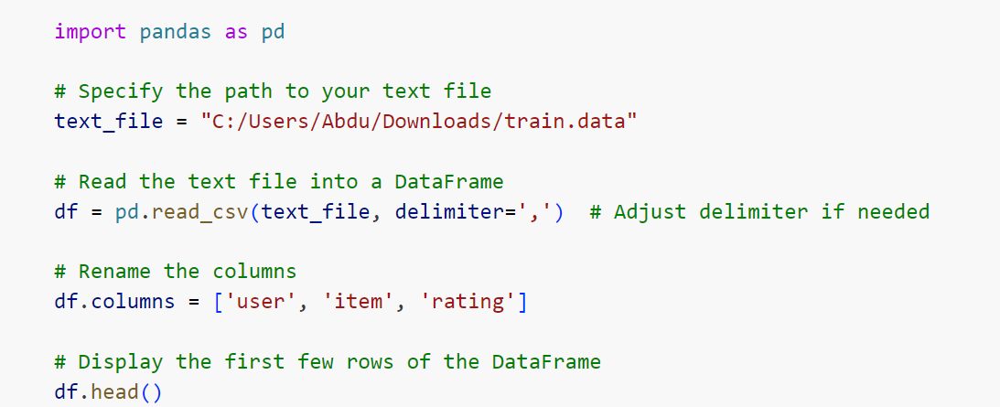 import pandas as pd
# Specify the path to your text file
text_file = "C:/Users/Abdu/Downloads/train.data"
# Read the text file into a DataFrame
df = pd.read_csv(text_file, delimiter=',')  # Adjust delimiter if needed
# Rename the columns
df.columns = ['user', 'item', 'rating']
# Display the first few rows of the DataFrame
df.head()